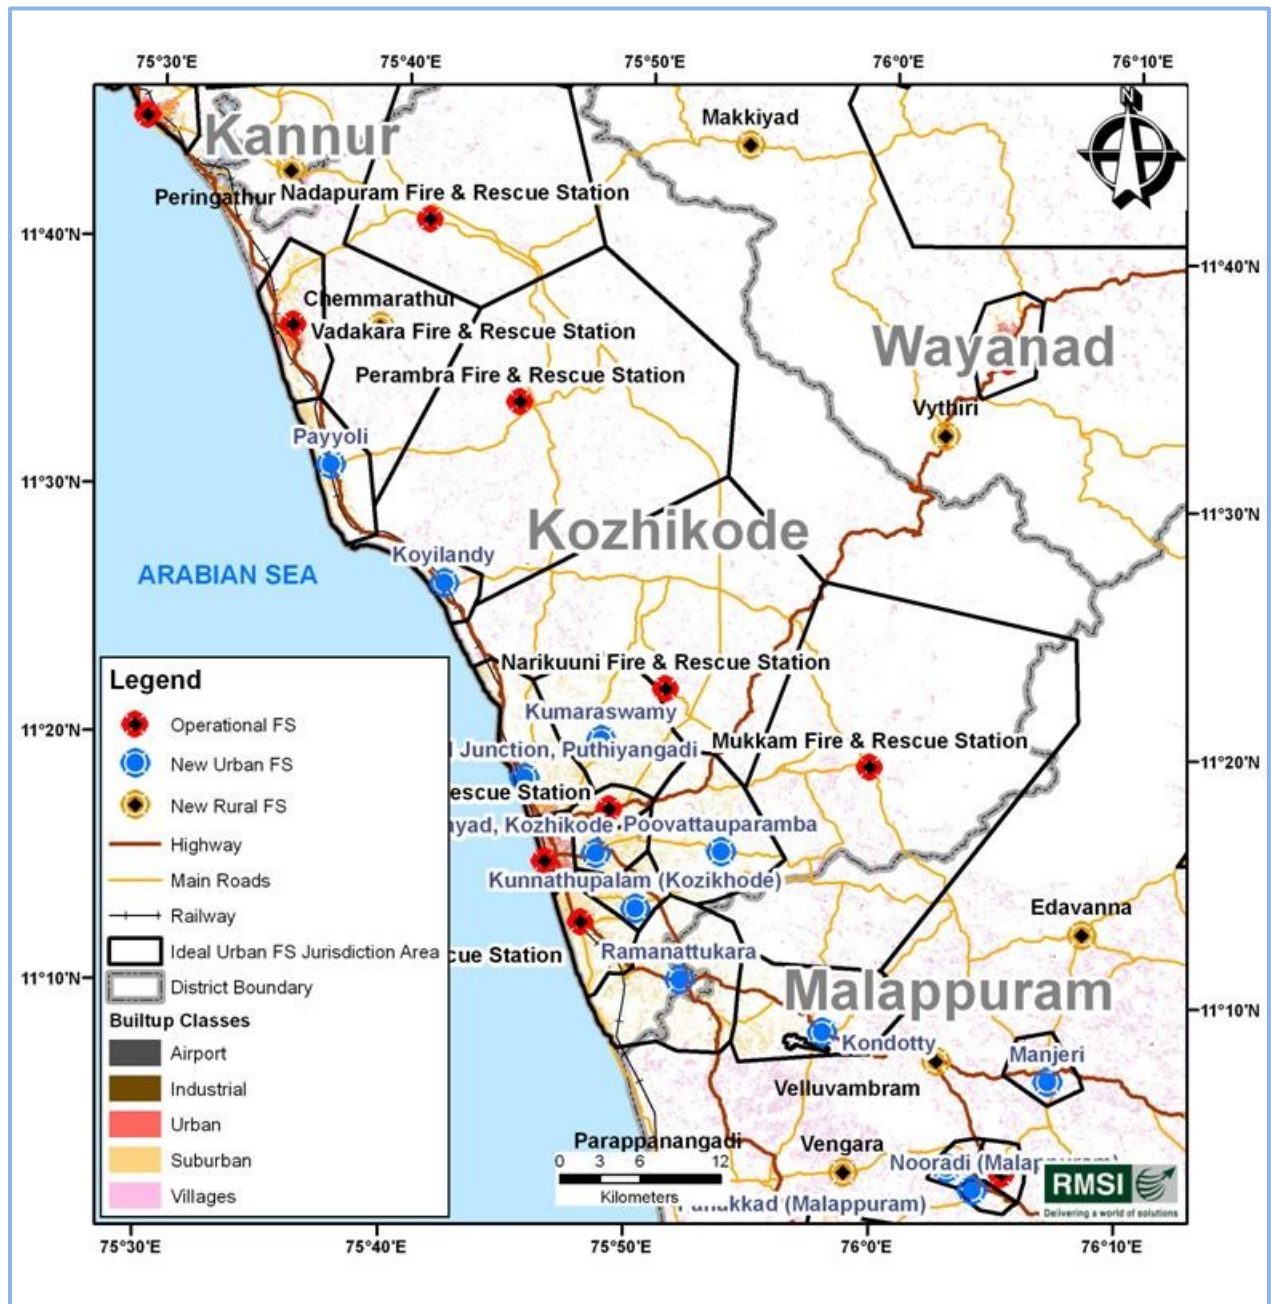 75°30'E 75°40'E 75°50'E 76°0'E 76°10'E
N
Makkiyad
Kannur
Peringathur Nadapuram Fire & Rescue Station
11°40'N
11°40'N
Chemmarathur
Vadakara Fire & Rescue Station
Wayanad
Perambra Fire & Rescue Station
Vythiri
Payyoli
11°30'N
11°30'N
Kozhikode
Koyilandy
ARABIAN SEA
Narikuuni Fire & Rescue Station
Kumaraswamy
11°20'N
Mukkam Fire & Rescue Station
Junction, Puthiyangadi
11°20'N
escue Station
ayad, Kozhikode
Poovattauparamba
Kunnathupalam (Kozikhode)
Edavanna
cue Station
Ramanattukara
11°10'N
Malappuram
11°10'N
Kondotty
Manjeri
Velluvambram
Parappanangadi
Vengara
Nooradi (Malappuram)
Panakkad (Malappuram)
0 3 6 12
Kilometers
RMSI
Delivering a world of solutions
Legend
Operational FS
New Urban FS
New Rural FS
Highway
Main Roads
Railway
Ideal Urban FS Jurisdiction Area
District Boundary
Builtup Classes
Airport
Industrial
Urban
Suburban
Villages
75°30'E 75°40'E 75°50'E 76°0'E 76°10'E